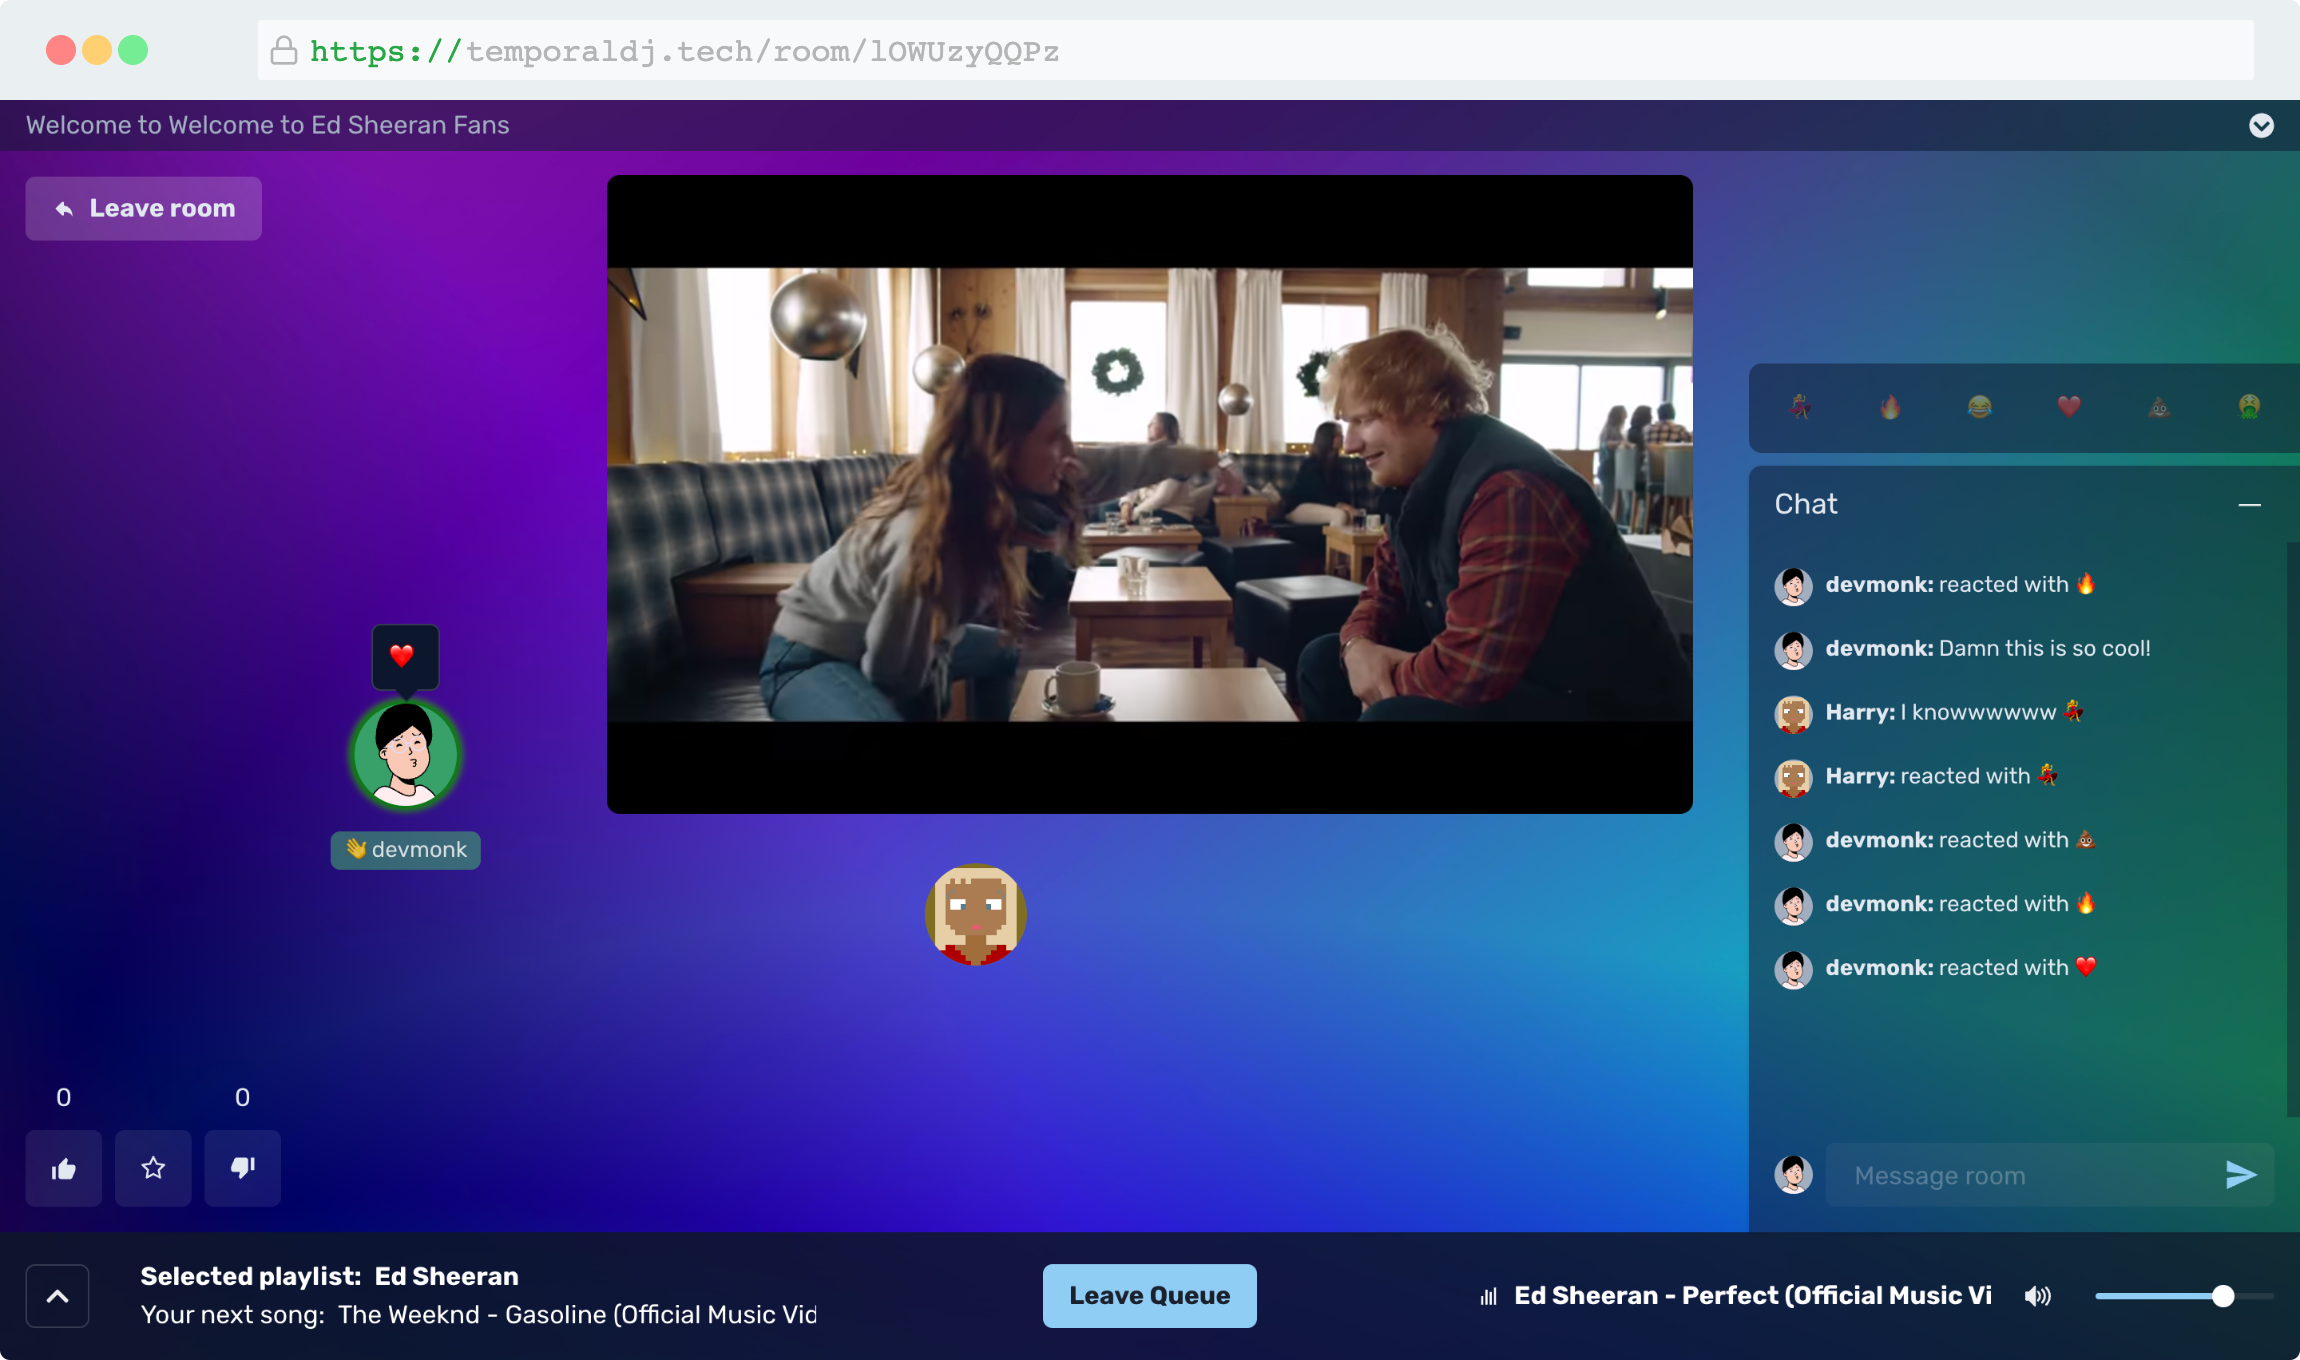 https://temporaldj.tech/room/lOWUzyQQPz
Welcome to Welcome to Ed Sheeran Fans
Leave room
Chat
devmonk: reacted with 🔥
devmonk: Damn this is so cool!
Harry: I knowwwwww 💃
Harry: reacted with 💃
devmonk: reacted with 💩
devmonk: reacted with 🔥
devmonk: reacted with ❤️
👋 devmonk
0 0
Message room
Selected playlist: Ed Sheeran
Your next song: The Weeknd - Gasoline (Official Music Vid
Leave Queue
Ed Sheeran - Perfect (Official Music Vi